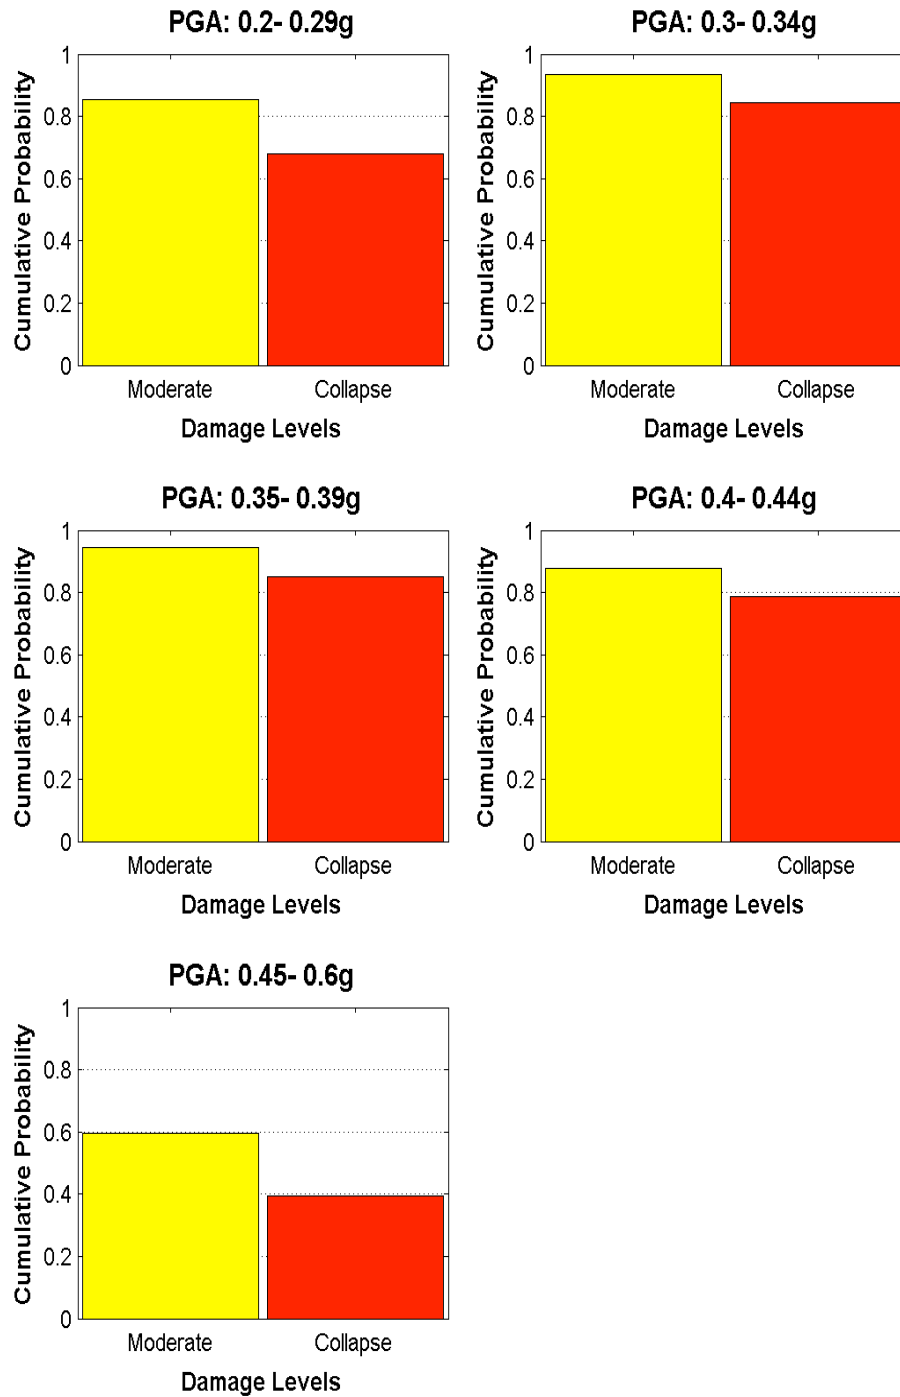 PGA: 0.2- 0.29g
Cumulative Probability
1
0.8
0.6
0.4
0.2
0
Moderate Collapse
Damage Levels
PGA: 0.3- 0.34g
Cumulative Probability
1
0.8
0.6
0.4
0.2
0
Moderate Collapse
Damage Levels
PGA: 0.35- 0.39g
Cumulative Probability
1
0.8
0.6
0.4
0.2
0
Moderate Collapse
Damage Levels
PGA: 0.4- 0.44g
Cumulative Probability
1
0.8
0.6
0.4
0.2
0
Moderate Collapse
Damage Levels
PGA: 0.45- 0.6g
Cumulative Probability
1
0.8
0.6
0.4
0.2
0
Moderate Collapse
Damage Levels